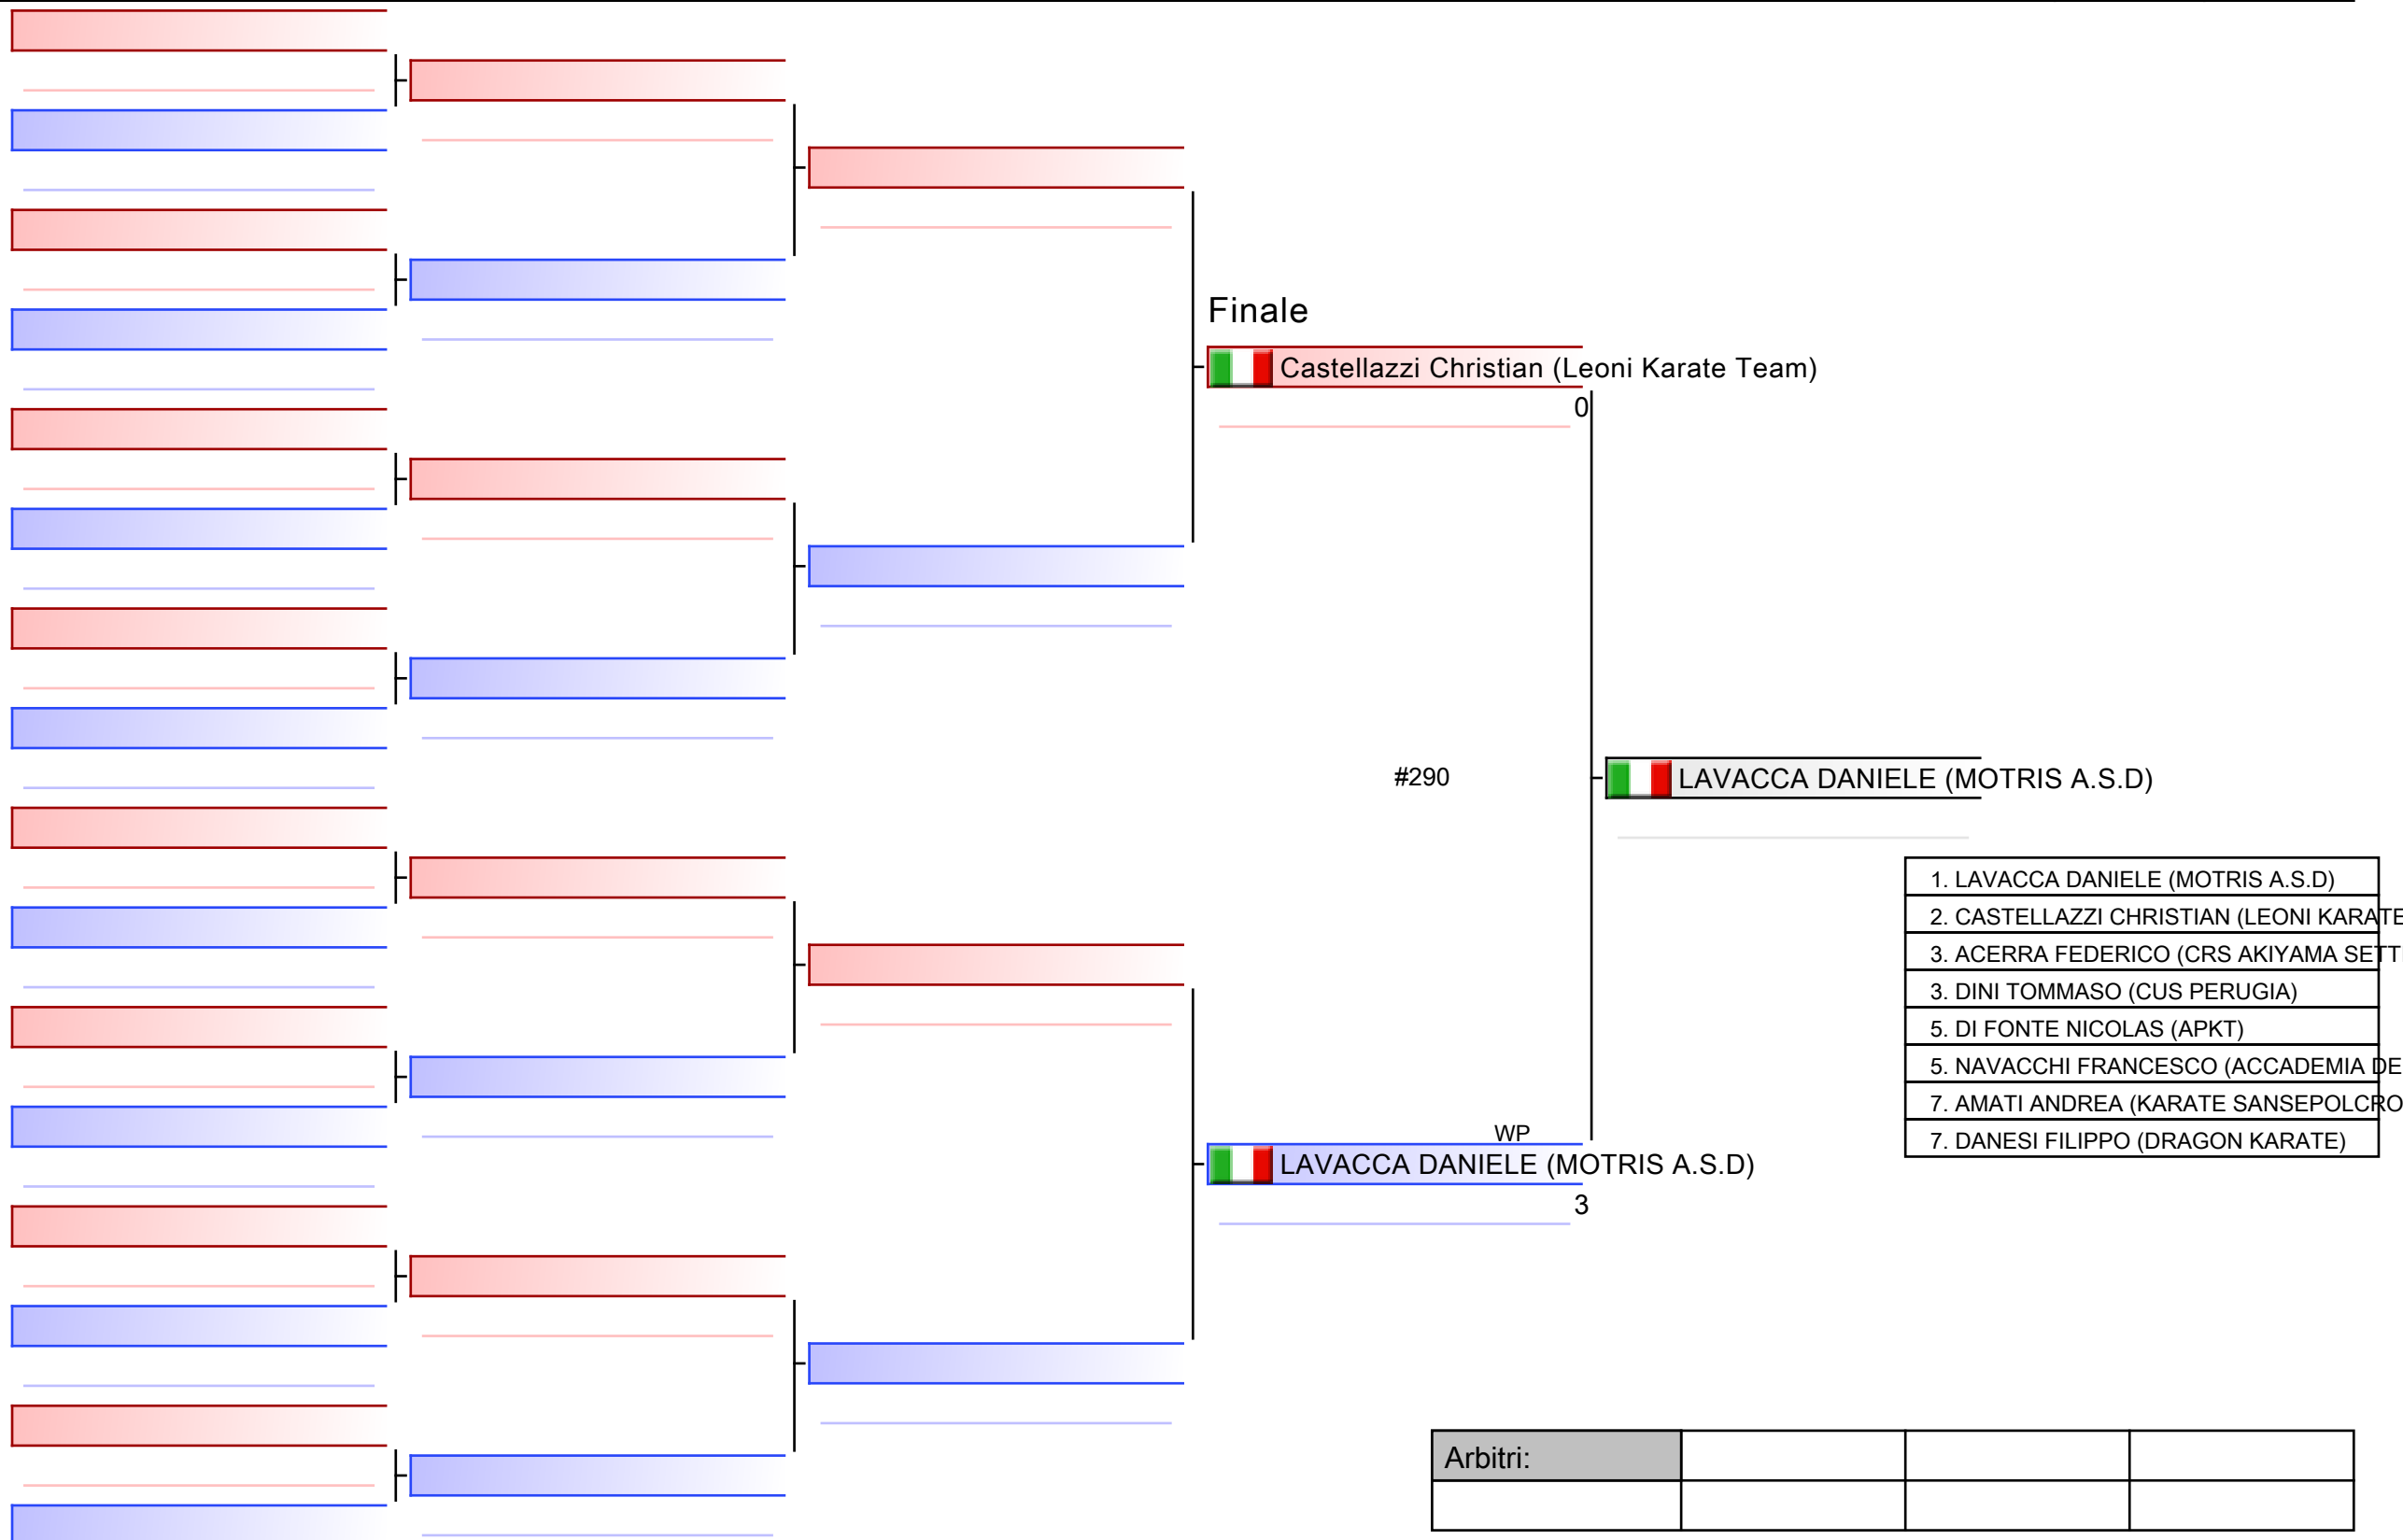 Finale
Castellazzi Christian (Leoni Karate Team)
0
#290
LAVACCA DANIELE (MOTRIS A.S.D)
1. LAVACCA DANIELE (MOTRIS A.S.D)
2. CASTELLAZZI CHRISTIAN (LEONI KARATE
3. ACERRA FEDERICO (CRS AKIYAMA SETT
3. DINI TOMMASO (CUS PERUGIA)
5. DI FONTE NICOLAS (APKT)
5. NAVACCHI FRANCESCO (ACCADEMIA DE
7. AMATI ANDREA (KARATE SANSEPOLCRO
7. DANESI FILIPPO (DRAGON KARATE)
WP
LAVACCA DANIELE (MOTRIS A.S.D)
3
Arbitri: